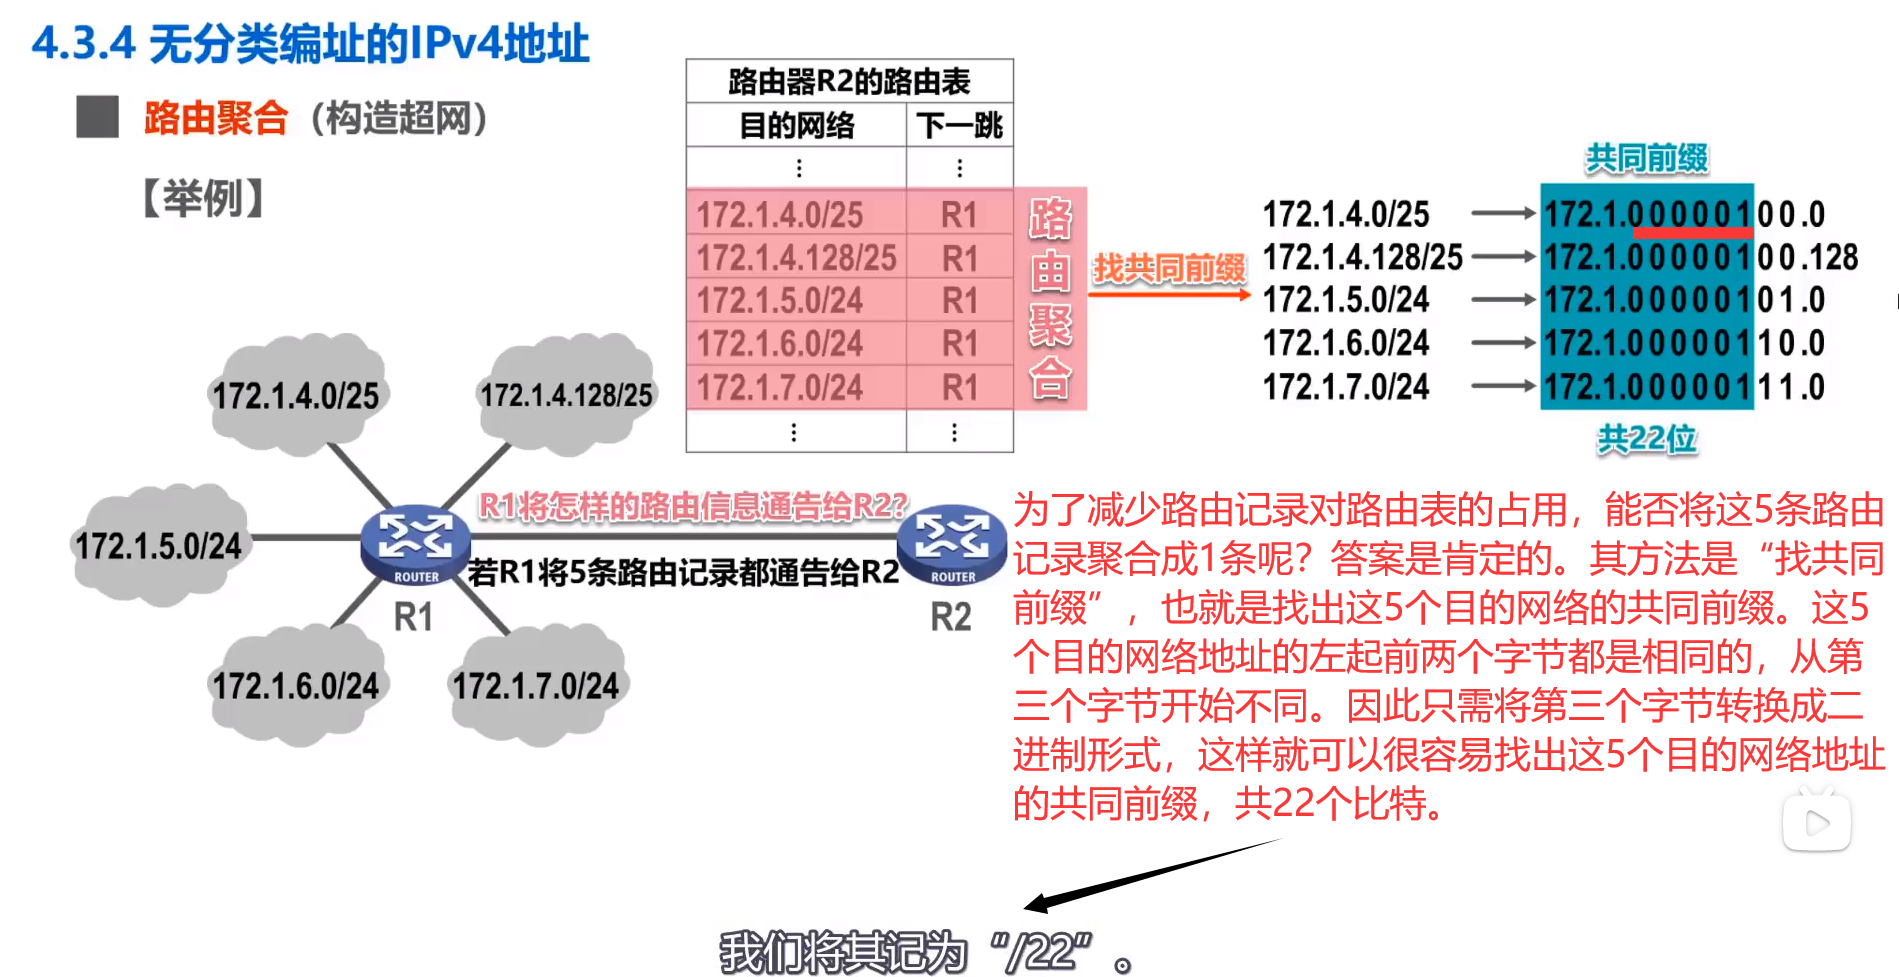 4.3.4 无分类编址的IPv4地址
路由聚合（构造超网）
【举例】
路由器R2的路由表
目的网络 下一跳
⋮ ⋮
172.1.4.0/25 R1
172.1.4.128/25 R1
172.1.5.0/24 R1
172.1.6.0/24 R1
172.1.7.0/24 R1
⋮ ⋮
路由聚合
找共同前缀
共同前缀
172.1.4.0/25 172.1.00000100.0
172.1.4.128/25 172.1.00000100.128
172.1.5.0/24 172.1.00000101.0
172.1.6.0/24 172.1.00000110.0
172.1.7.0/24 172.1.00000111.0
共22位
172.1.4.0/25
172.1.4.128/25
172.1.5.0/24
172.1.6.0/24
172.1.7.0/24
ROUTER
R1
R1将怎样的路由信息通告给R2?
若R1将5条路由记录都通告给R2
ROUTER
R2
为了减少路由记录对路由表的占用，能否将这5条路由
记录聚合成1条呢？答案是肯定的。其方法是“找共同
前缀”，也就是找出这5个目的网络的共同前缀。这5
个目的网络地址的左起前两个字节都是相同的，从第
三个字节开始不同。因此只需将第三个字节转换成二
进制形式，这样就可以很容易找出这5个目的网络地址
的共同前缀，共22个比特。
我们将其记为“/22”。